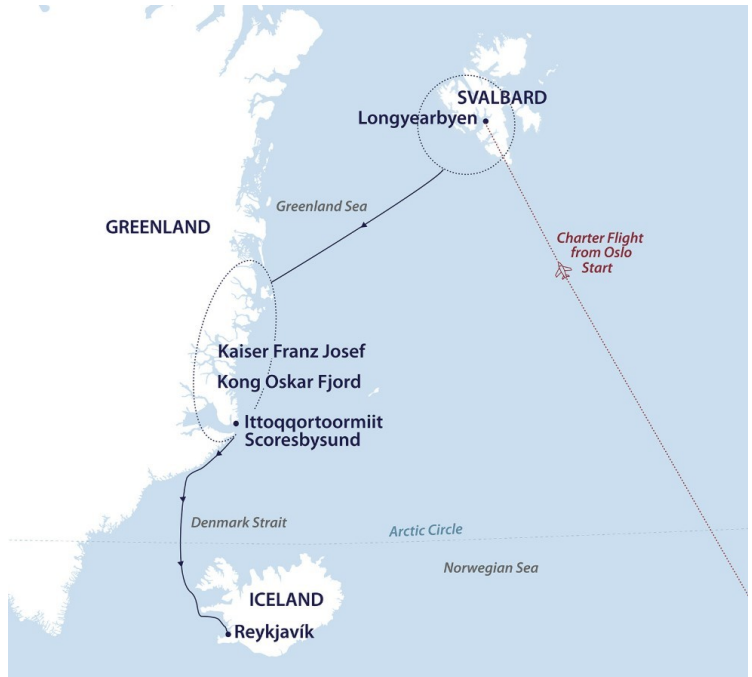 SVALBARD
Longyearbyen
Greenland Sea
GREENLAND
Charter Flight
from Oslo
Start
Kaiser Franz Josef
Kong Oskar Fjord
Ittoqqortoormiit
Scoresbysund
Denmark Strait
Arctic Circle
Norwegian Sea
ICELAND
Reykjavík